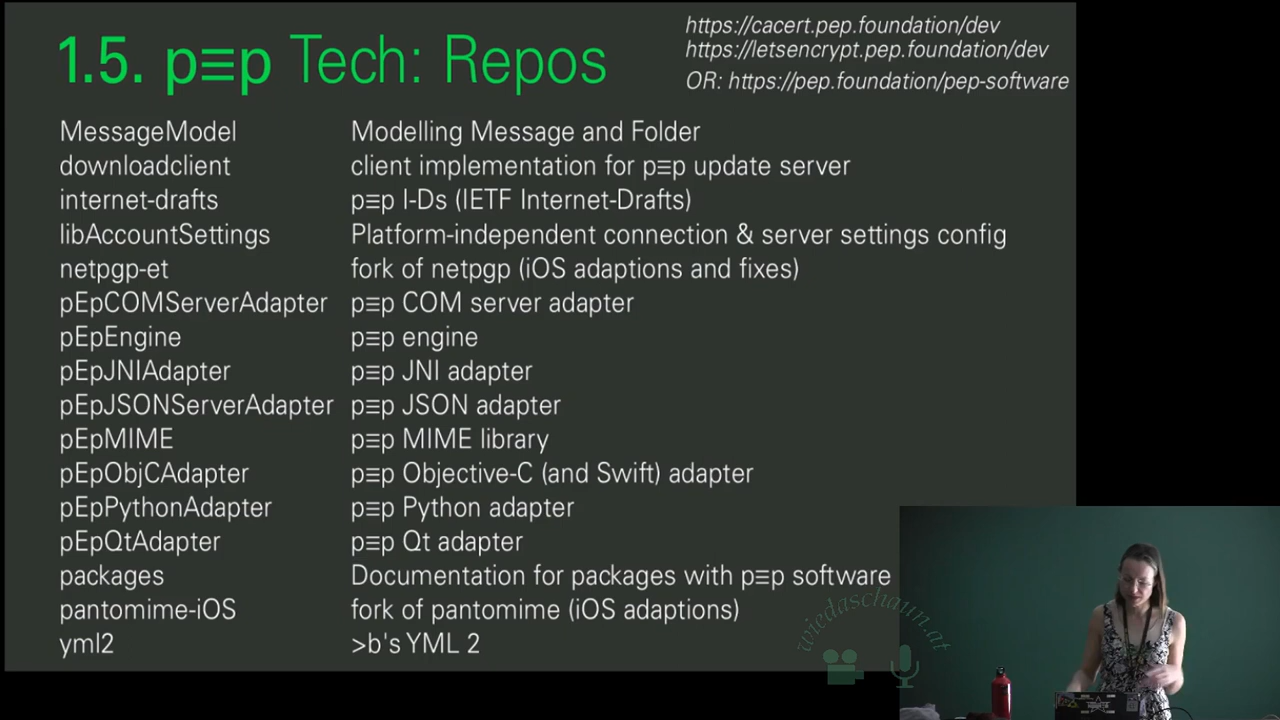 1.5. p≡p Tech: Repos
https://cacert.pep.foundation/dev
https://letsencrypt.pep.foundation/dev
OR: https://pep.foundation/pep-software
MessageModel Modelling Message and Folder
downloadclient client implementation for p≡p update server
internet-drafts p≡p I-Ds (IETF Internet-Drafts)
libAccountSettings Platform-independent connection & server settings config
netpgp-et fork of netpgp (iOS adaptions and fixes)
pEpCOMServerAdapter p≡p COM server adapter
pEpEngine p≡p engine
pEpJNIAdapter p≡p JNI adapter
pEpJSONServerAdapter p≡p JSON adapter
pEpMIME p≡p MIME library
pEpObjCAdapter p≡p Objective-C (and Swift) adapter
pEpPythonAdapter p≡p Python adapter
pEpQtAdapter p≡p Qt adapter
packages Documentation for packages with p≡p software
pantomime-iOS fork of pantomime (iOS adaptions)
yml2 >b's YML 2
wiedaschaun.at